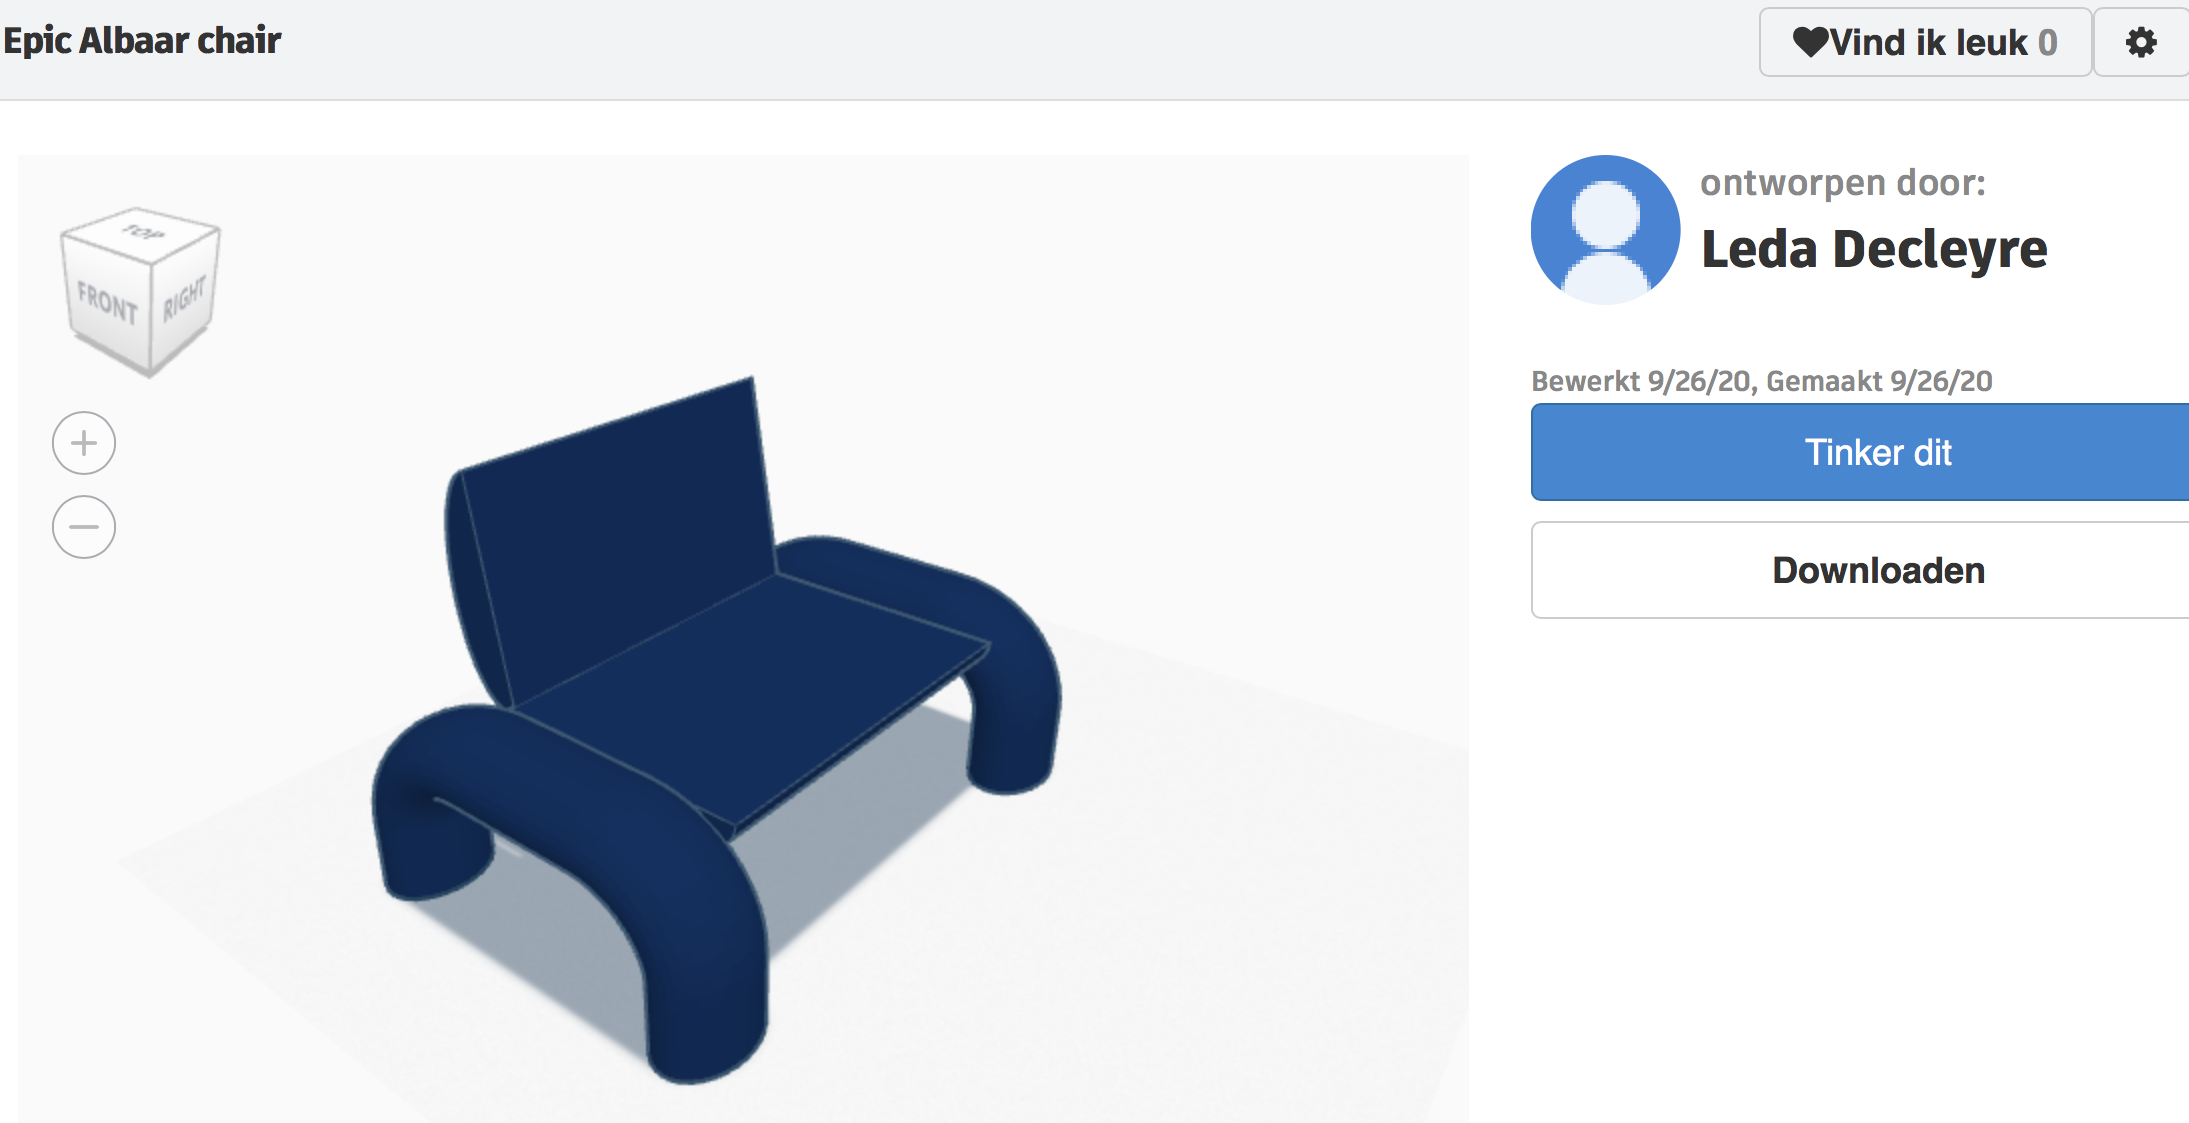 Epic Albaar chair
Vind ik leuk 0
TOP
FRONT
RIGHT
ontworpen door:
Leda Decleyre
Bewerkt 9/26/20, Gemaakt 9/26/20
Tinker dit
Downloaden